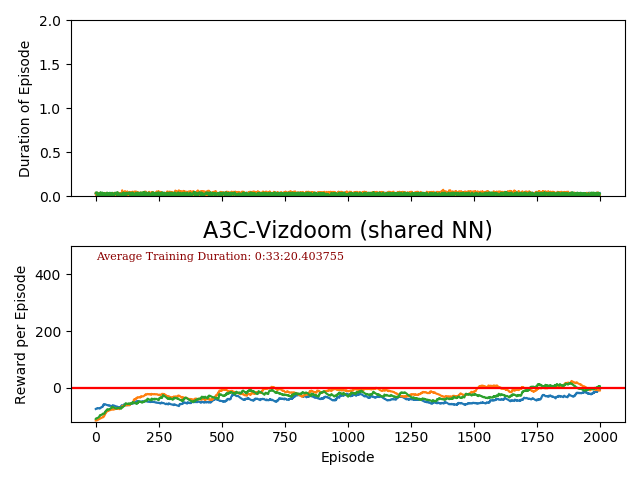 2.0
1.5
1.0
0.5
0.0
Duration of Episode
A3C-Vizdoom (shared NN)
Average Training Duration: 0:33:20.403755
400
200
0
Reward per Episode
0 250 500 750 1000 1250 1500 1750 2000
Episode